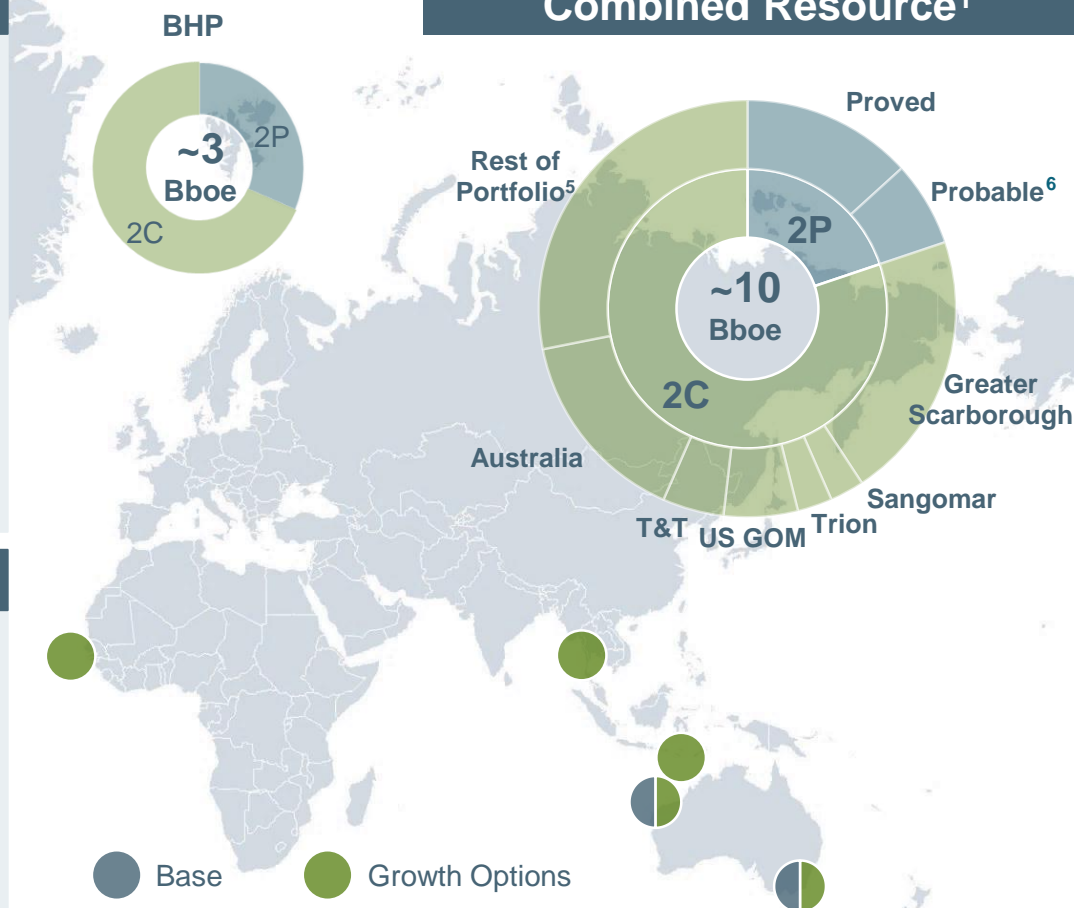 Combined Resource¹
BHP
2P
~3
Bboe
2C
Proved
Rest of
Portfolio⁵
Probable⁶
2P
~10
Bboe
2C
Greater
Scarborough
Australia
Sangomar
Trion
T&T
US GOM
Base
Growth Options